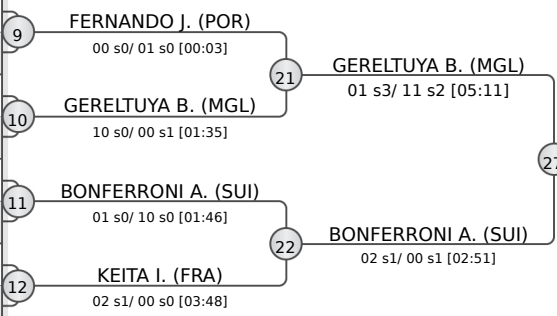 9
FERNANDO J. (POR)
00 s0/ 01 s0 [00:03]
10
GERELTUYA B. (MGL)
10 s0/ 00 s1 [01:35]
21
GERELTUYA B. (MGL)
01 s3/ 11 s2 [05:11]
11
BONFERRONI A. (SUI)
01 s0/ 10 s0 [01:46]
12
KEITA I. (FRA)
02 s1/ 00 s0 [03:48]
22
BONFERRONI A. (SUI)
02 s1/ 00 s1 [02:51]
27